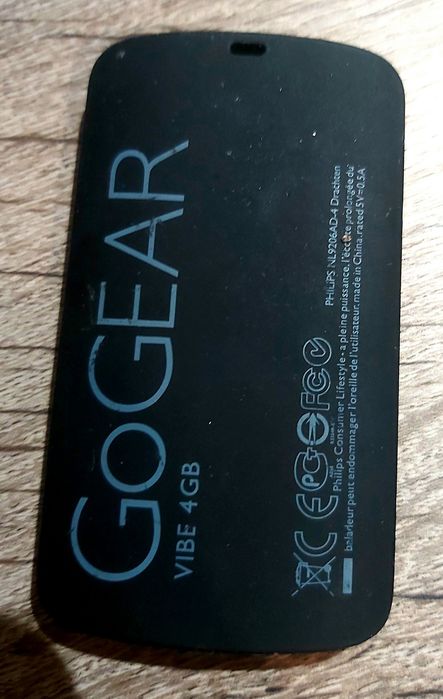 GOGEAR
VIBE 4GB
PHILIPS NL9206AD-4 Drachten
Philips Consumer Lifestyle - a pleine puissance, l'écoute prolongée du
baladeur peut endommager l'oreille de l'utilisateur. made in China. rated 5V⎓0.5A